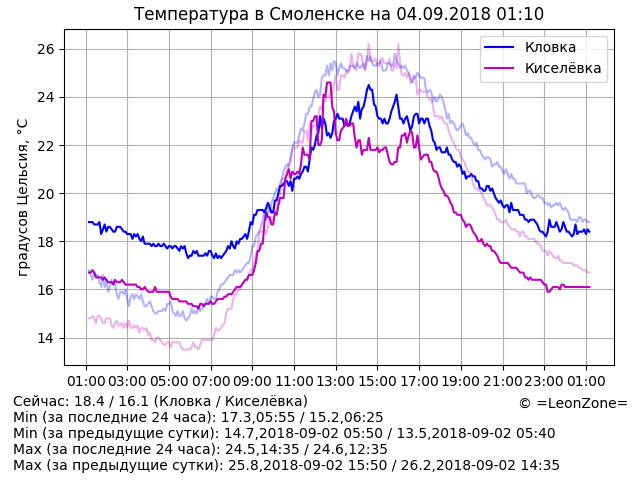 Температура в Смоленске на 04.09.2018 01:10
градусов Цельсия, °C
26
24
22
20
18
16
14
Кловка
Киселёвка
01:00 03:00 05:00 07:00 09:00 11:00 13:00 15:00 17:00 19:00 21:00 23:00 01:00
Сейчас: 18.4 / 16.1 (Кловка / Киселёвка)
© =LeonZone=
Min (за последние 24 часа): 17.3,05:55 / 15.2,06:25
Min (за предыдущие сутки): 14.7,2018-09-02 05:50 / 13.5,2018-09-02 05:40
Max (за последние 24 часа): 24.5,14:35 / 24.6,12:35
Max (за предыдущие сутки): 25.8,2018-09-02 15:50 / 26.2,2018-09-02 14:35